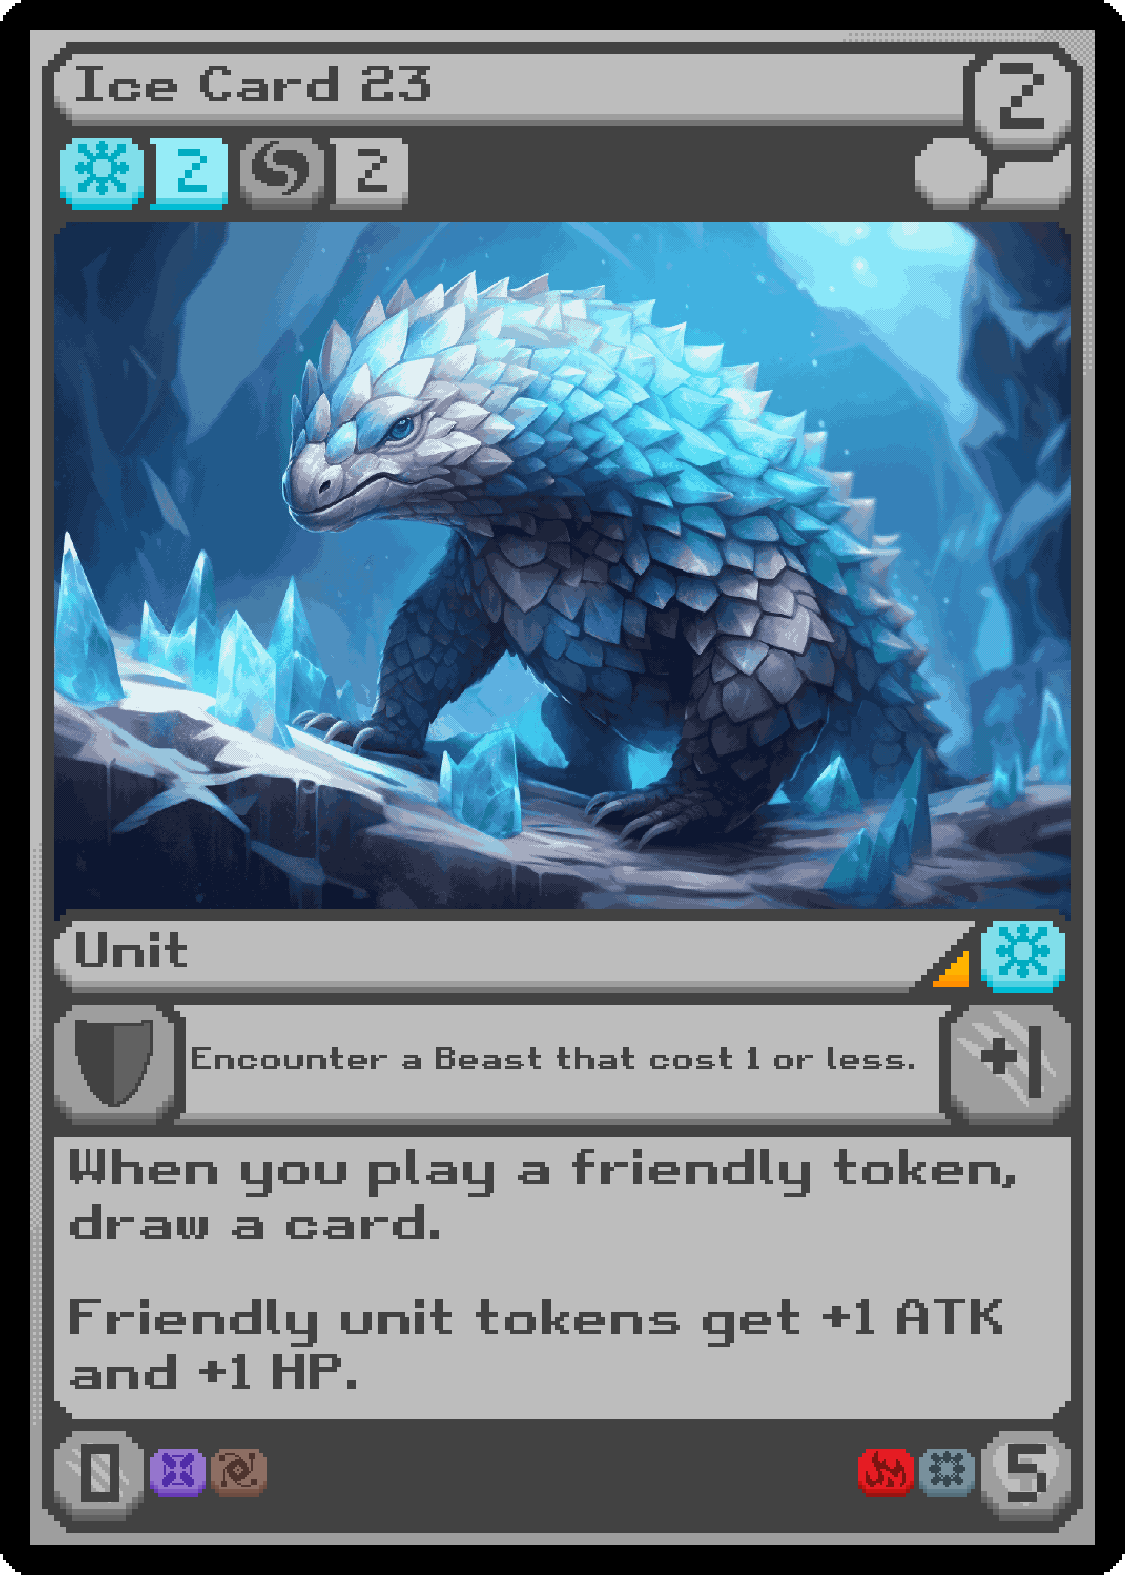 Ice Card 23
2
2
2
Unit
Encounter a Beast that cost 1 or less.
+1
When you play a friendly token,
draw a card.
Friendly unit tokens get +1 ATK
and +1 HP.
0
5